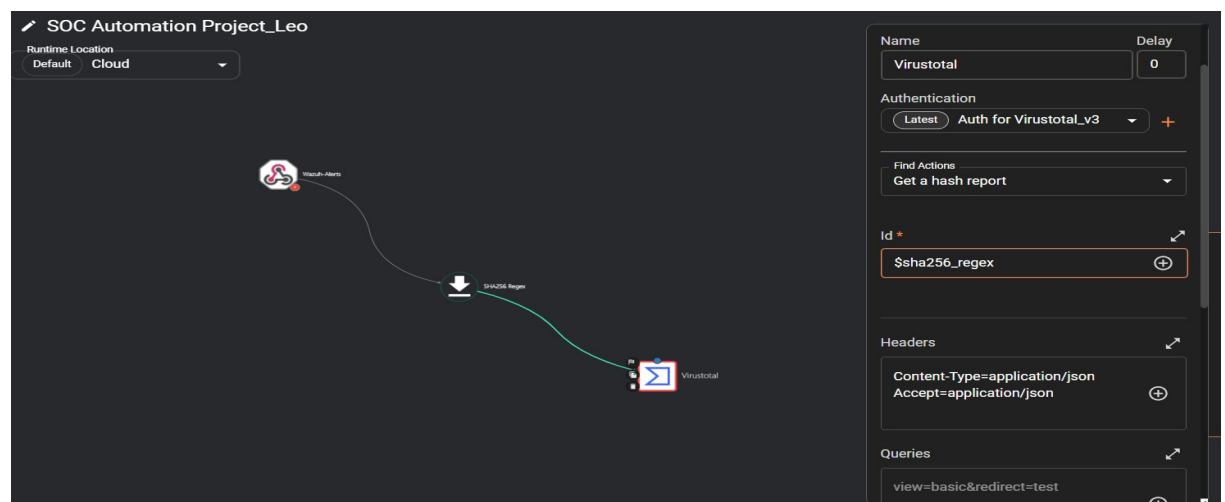 SOC Automation Project_Leo
Runtime Location
Default Cloud
Wazuh-Alerts
SHA256 Regex
Virustotal
Name Delay
Virustotal 0
Authentication
Latest Auth for Virustotal_v3
Find Actions
Get a hash report
Id *
$sha256_regex
Headers
Content-Type=application/json
Accept=application/json
Queries
view=basic&redirect=test